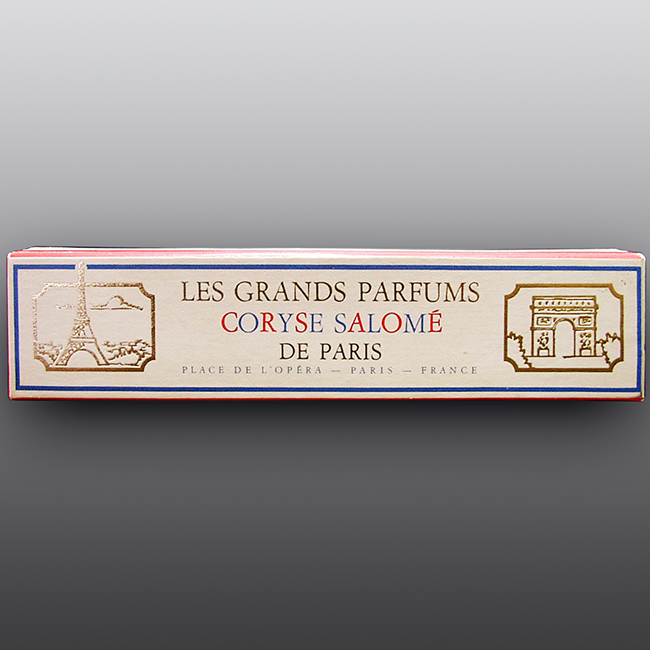 LES GRANDS PARFUMS
CORYSE SALOMÉ
DE PARIS
PLACE DE L'OPÉRA — PARIS — FRANCE